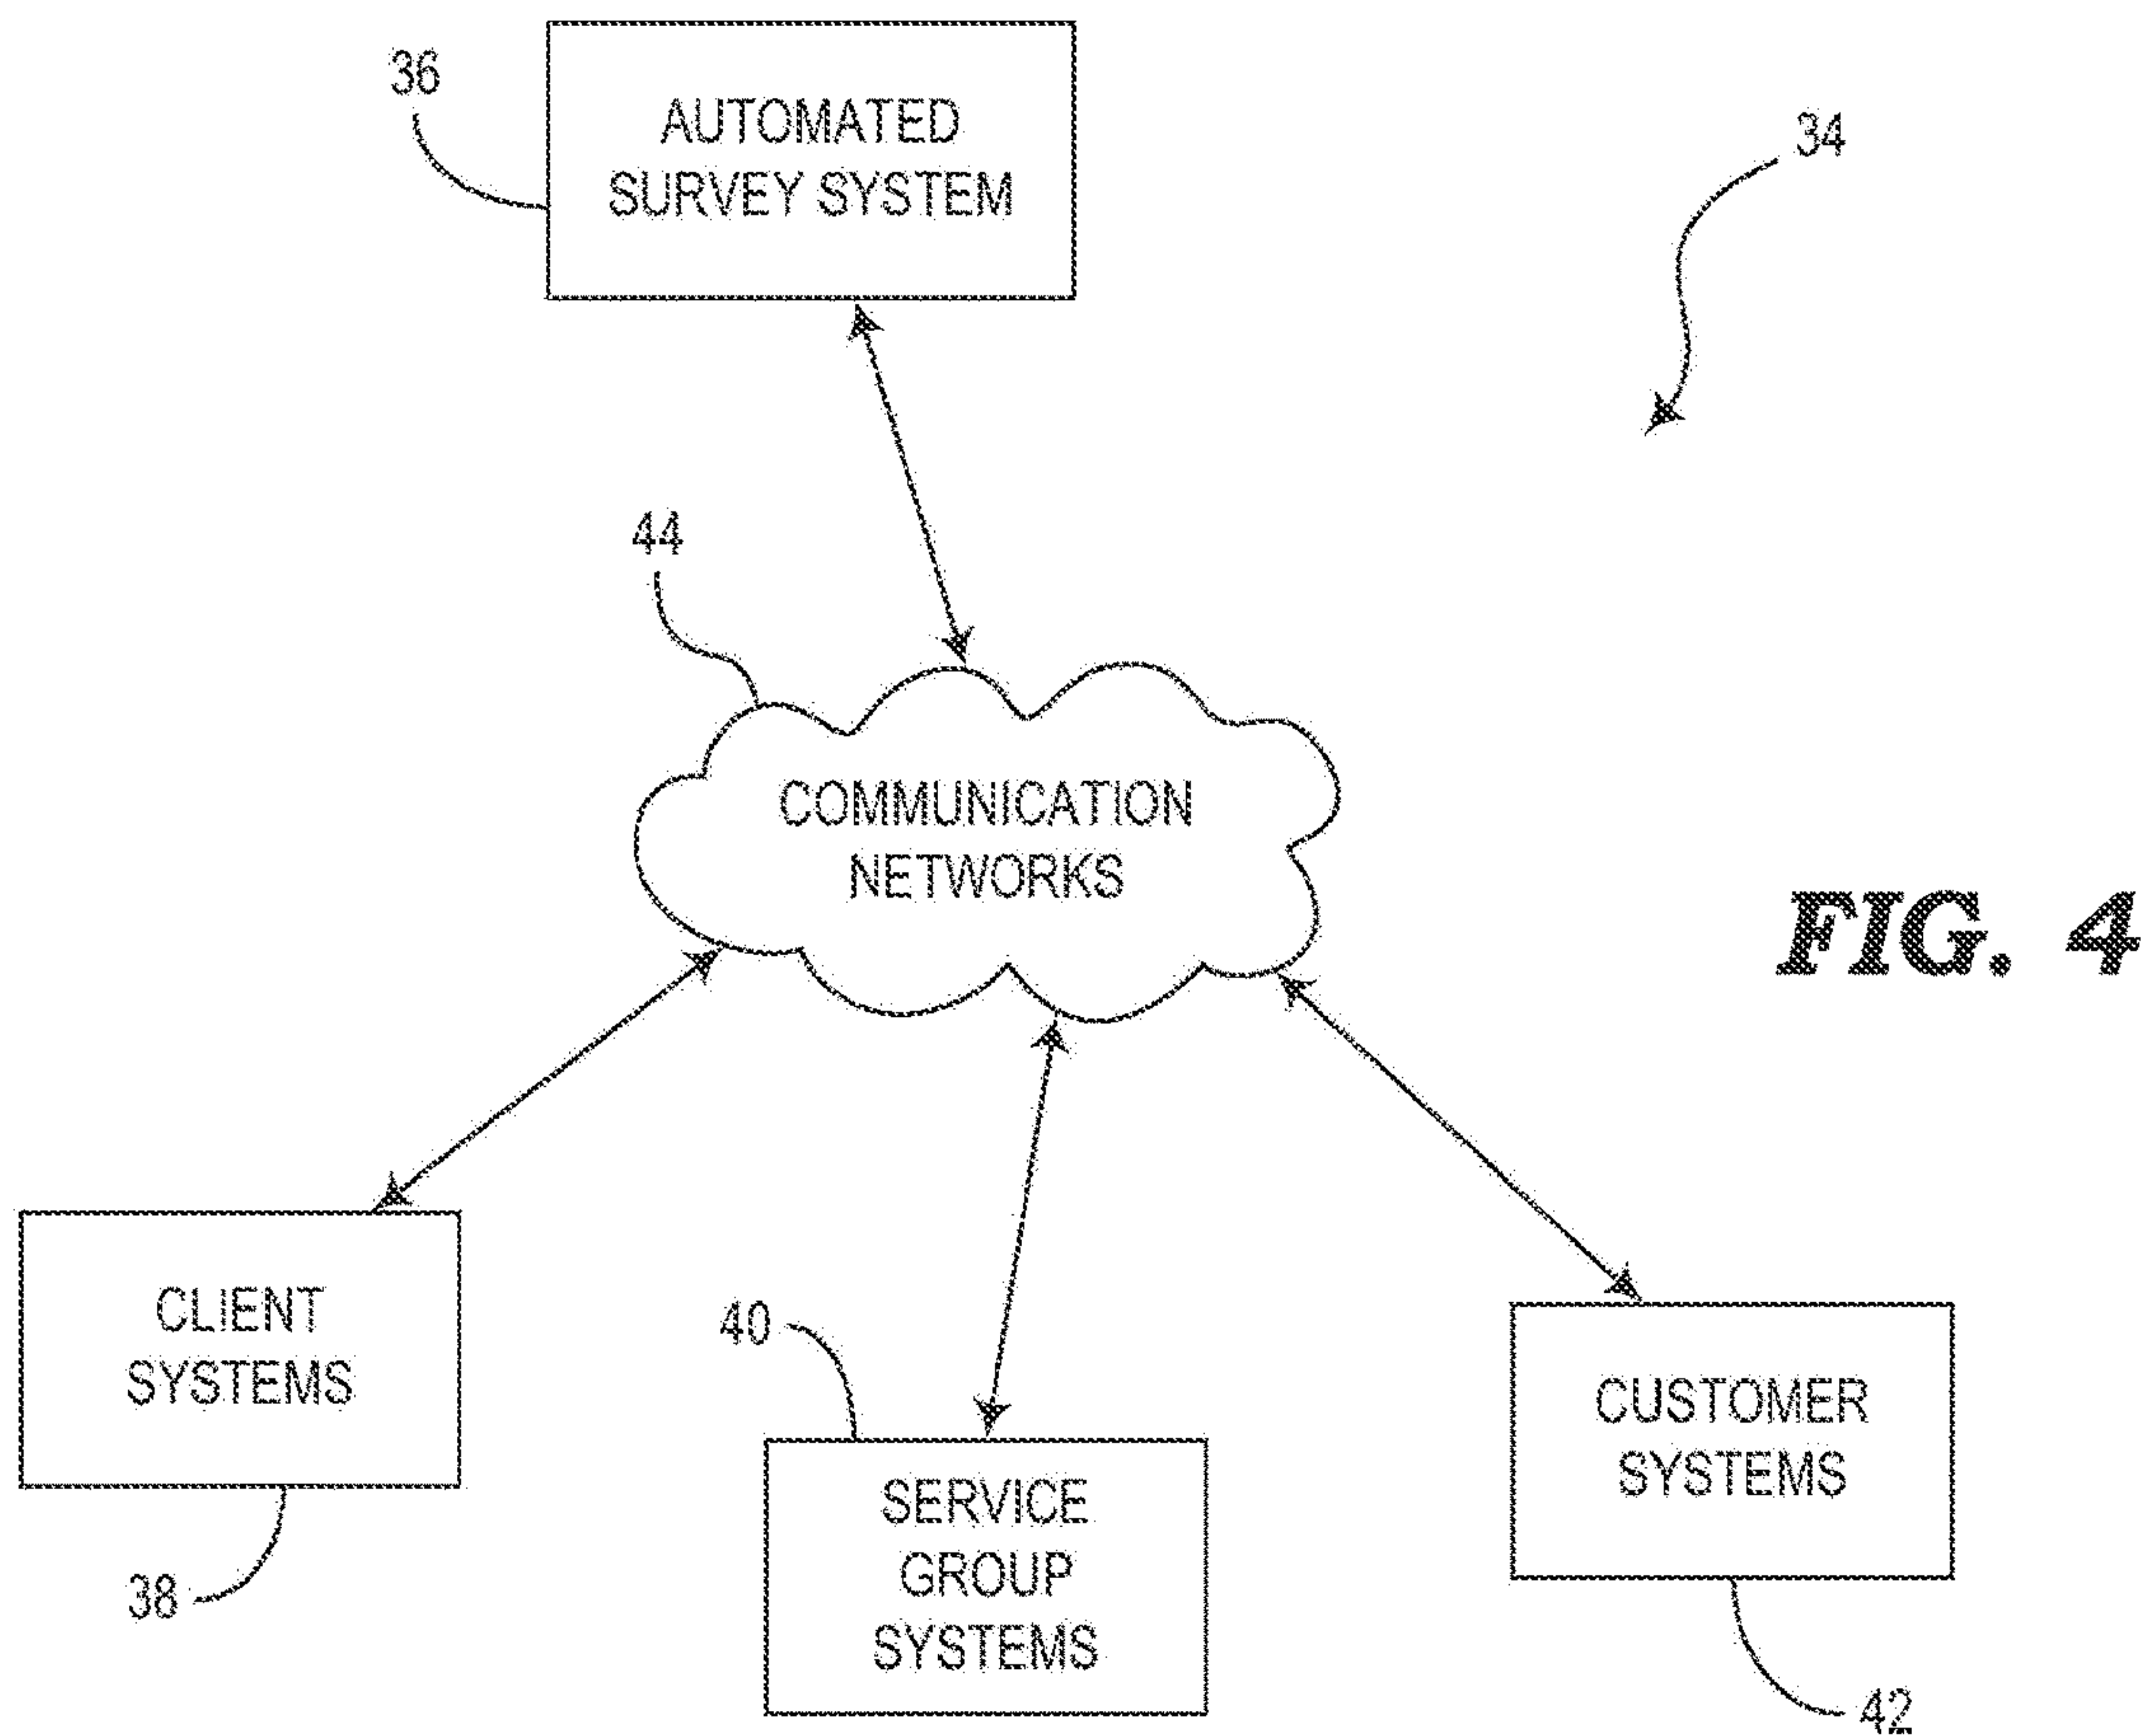 36
AUTOMATED
SURVEY SYSTEM
34
44
COMMUNICATION
NETWORKS
FIG. 4
CLIENT
SYSTEMS
38
40
SERVICE
GROUP
SYSTEMS
CUSTOMER
SYSTEMS
42